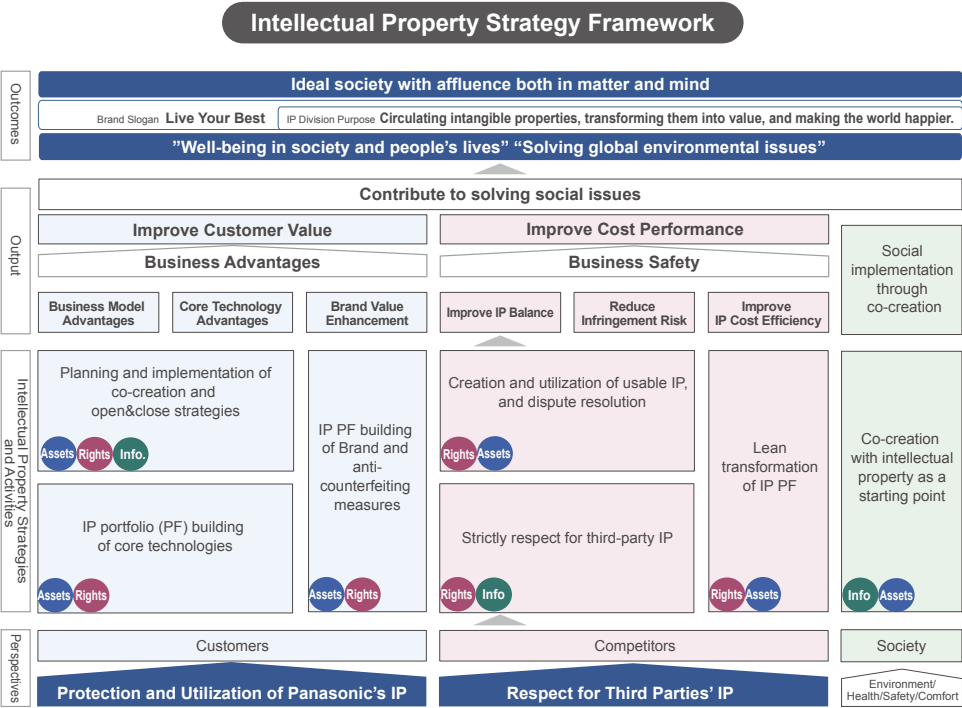 Intellectual Property Strategy Framework
Outcomes
Ideal society with affluence both in matter and mind
Brand Slogan Live Your Best
IP Division Purpose Circulating intangible properties, transforming them into value, and making the world happier.
”Well-being in society and people’s lives” “Solving global environmental issues”
Output
Contribute to solving social issues
Improve Customer Value
Business Advantages
Business Model
Advantages
Core Technology
Advantages
Brand Value
Enhancement
Improve Cost Performance
Business Safety
Improve IP Balance
Reduce
Infringement Risk
Improve
IP Cost Efficiency
Social
implementation
through
co-creation
Intellectual Property Strategies
and Activities
Planning and implementation of
co-creation and
open&close strategies
Assets Rights Info.
IP portfolio (PF) building
of core technologies
Assets Rights
IP PF building
of Brand and
anti-
counterfeiting
measures
Assets Rights
Creation and utilization of usable IP,
and dispute resolution
Rights Assets
Strictly respect for third-party IP
Rights Info
Lean
transformation
of IP PF
Rights Assets
Co-creation
with intellectual
property as a
starting point
Info Assets
Perspectives
Customers
Protection and Utilization of Panasonic’s IP
Competitors
Respect for Third Parties’ IP
Society
Environment/
Health/Safety/Comfort